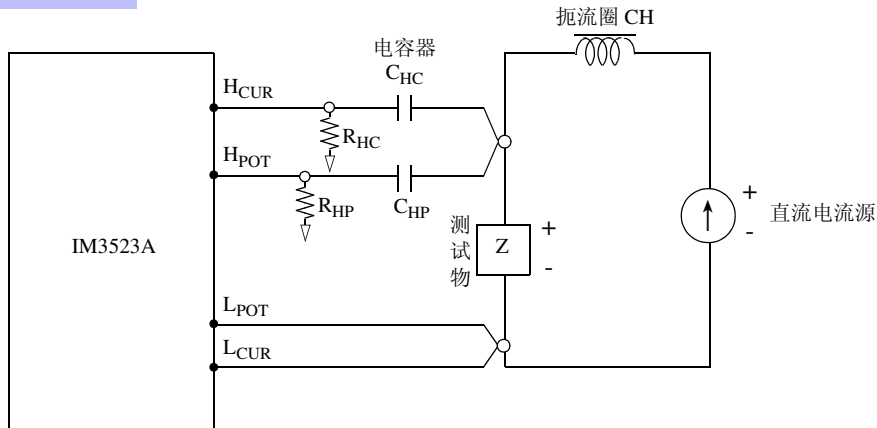 扼流圈 CH
电容器
CHC
HCUR
RHC
HPOT
RHP
CHP
IM3523A
测试物
Z
+
-
+
-
直流电流源
LPOT
LCUR